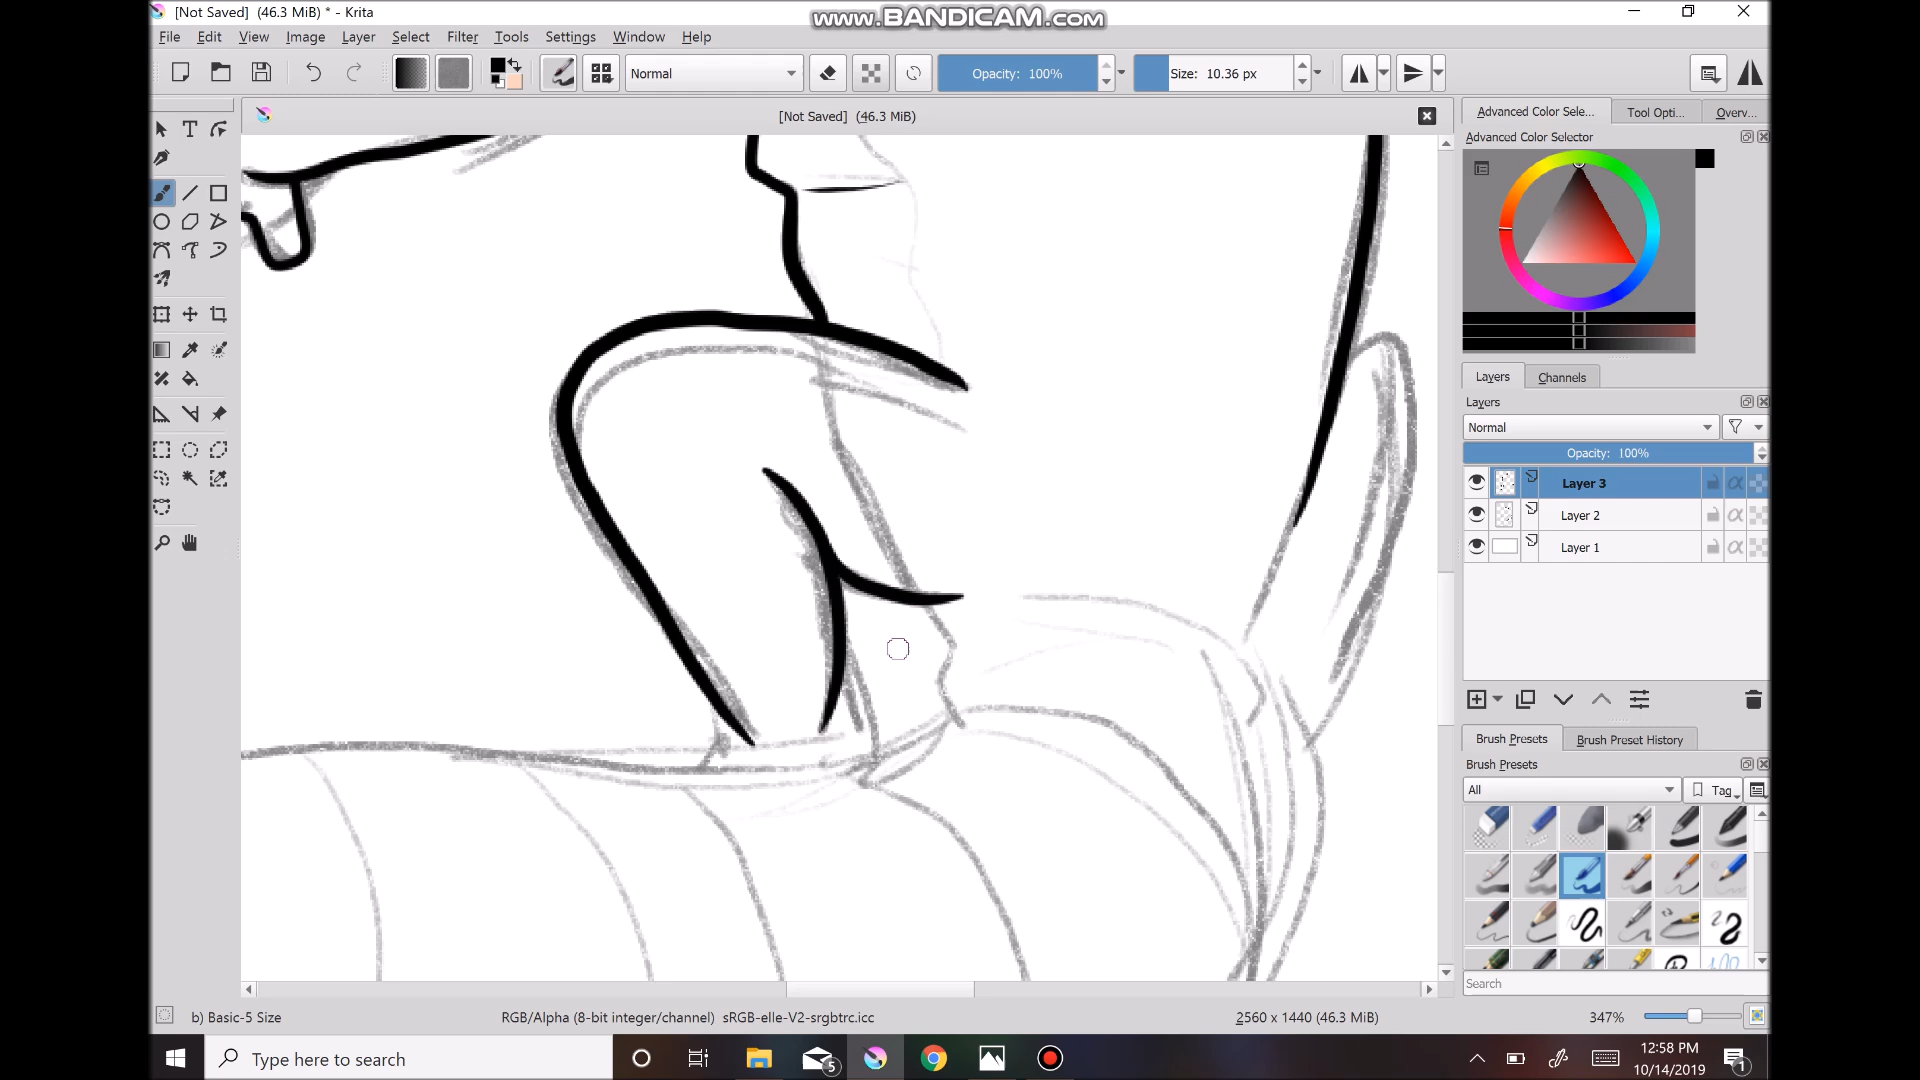 [Not Saved]  (46.3 MiB) * - Krita
www.BANDICAM.com
File Edit View Image Layer Select Filter Tools Settings Window Help
Normal
Opacity: 100%
Size: 10.36 px
[Not Saved]  (46.3 MiB)
Advanced Color Sele...
Tool Opti...
Overv...
Advanced Color Selector
Layers
Channels
Layers
Normal
Opacity: 100%
Layer 3
Layer 2
Layer 1
Brush Presets
Brush Preset History
Brush Presets
All
Tag
Search
b) Basic-5 Size
RGB/Alpha (8-bit integer/channel)  sRGB-elle-V2-srgbtrc.icc
2560 x 1440 (46.3 MiB)
347%
Type here to search
5
12:58 PM
10/14/2019
1